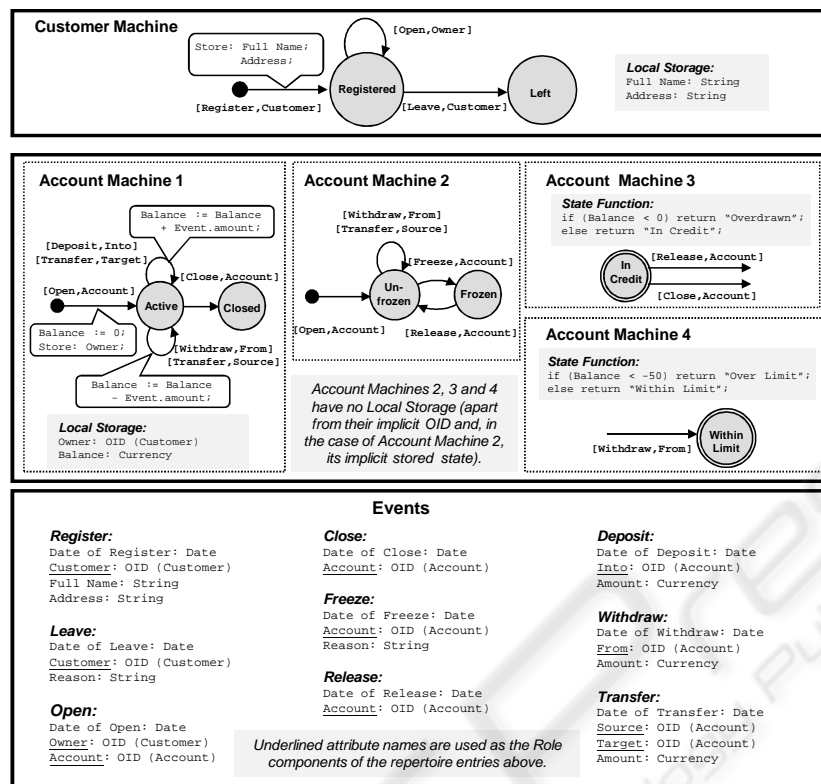 Customer Machine
Store: Full Name;
Address;
[Open,Owner]
Registered
Left
[Register,Customer]
[Leave,Customer]
Local Storage:
Full Name: String
Address: String
Account Machine 1
Balance := Balance
+ Event.amount;
[Deposit,Into]
[Transfer,Target]
[Close,Account]
[Open,Account]
Active
Closed
Balance := 0;
Store: Owner;
[Withdraw,From]
[Transfer,Source]
Balance := Balance
- Event.amount;
Local Storage:
Owner: OID (Customer)
Balance: Currency
Account Machine 2
[Withdraw,From]
[Transfer,Source]
[Freeze,Account]
Un-
frozen
Frozen
[Open,Account]
[Release,Account]
Account Machines 2, 3 and 4
have no Local Storage (apart
from their implicit OID and, in
the case of Account Machine 2,
its implicit stored state).
Account Machine 3
State Function:
if (Balance < 0) return “Overdrawn”;
else return “In Credit”;
In
Credit
[Release,Account]
[Close,Account]
Account Machine 4
State Function:
if (Balance < -50) return “Over Limit”;
else return “Within Limit”;
[Withdraw,From]
Within
Limit
Events
Register:
Date of Register: Date
Customer: OID (Customer)
Full Name: String
Address: String
Leave:
Date of Leave: Date
Customer: OID (Customer)
Reason: String
Open:
Date of Open: Date
Owner: OID (Customer)
Account: OID (Account)
Close:
Date of Close: Date
Account: OID (Account)
Freeze:
Date of Freeze: Date
Account: OID (Account)
Reason: String
Release:
Date of Release: Date
Account: OID (Account)
Deposit:
Date of Deposit: Date
Into: OID (Account)
Amount: Currency
Withdraw:
Date of Withdraw: Date
From: OID (Account)
Amount: Currency
Transfer:
Date of Transfer: Date
Source: OID (Account)
Target: OID (Account)
Amount: Currency
Underlined attribute names are used as the Role
components of the repertoire entries above.